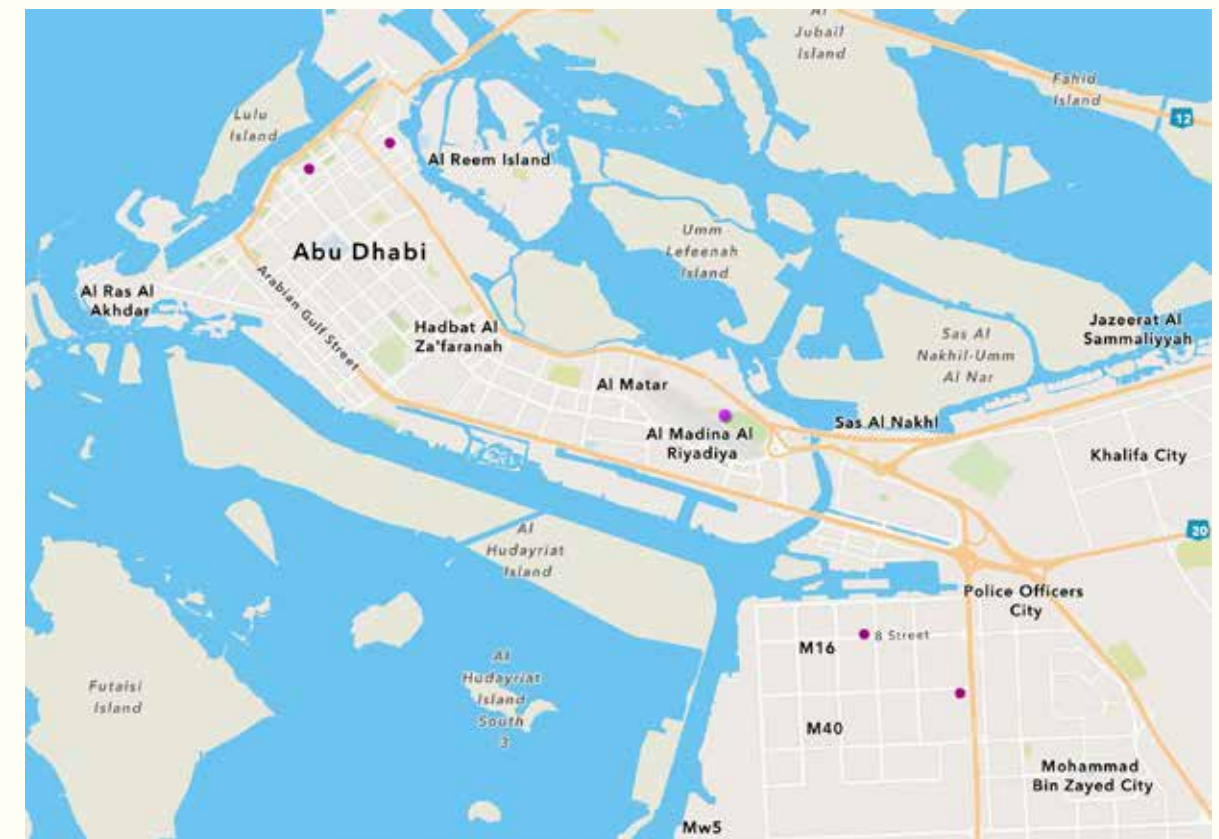 Al
Jubail
Island
Fahid
Island
12
Lulu
Island
Al Reem Island
Umm
Lefeenah
Island
Abu Dhabi
Arabian Gulf Street
Al Ras Al
Akhdar
Hadbat Al
Za'faranah
Jazeerat Al
Sammaliyyah
Sas Al
Nakhil-Umm
Al Nar
Al Matar
Sas Al Nakhl
Al Madina Al
Riyadiya
Khalifa City
20
Al
Hudayriat
Island
Police Officers
City
8 Street
M16
Al
Hudayriat
Island
South
3
Futaisi
Island
M40
Mohammad
Bin Zayed City
Mw5